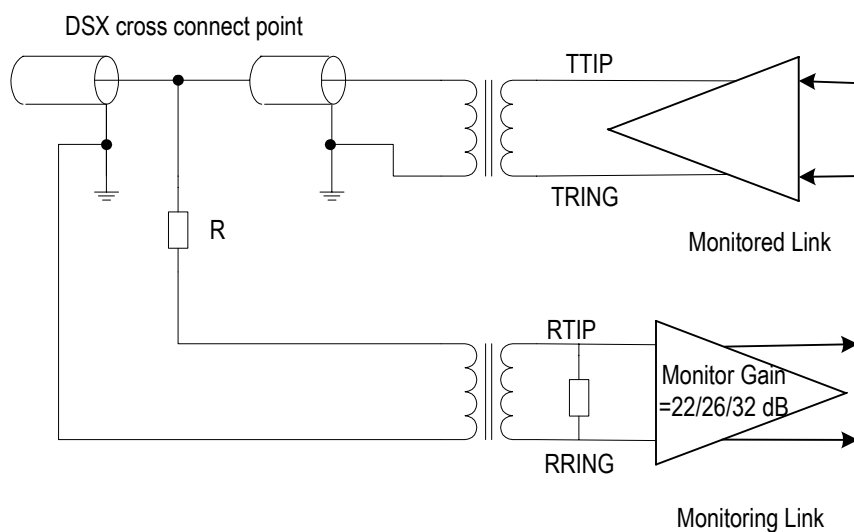 DSX cross connect point
TTIP
TRING
R
Monitored Link
RTIP
Monitor Gain
=22/26/32 dB
RRING
Monitoring Link